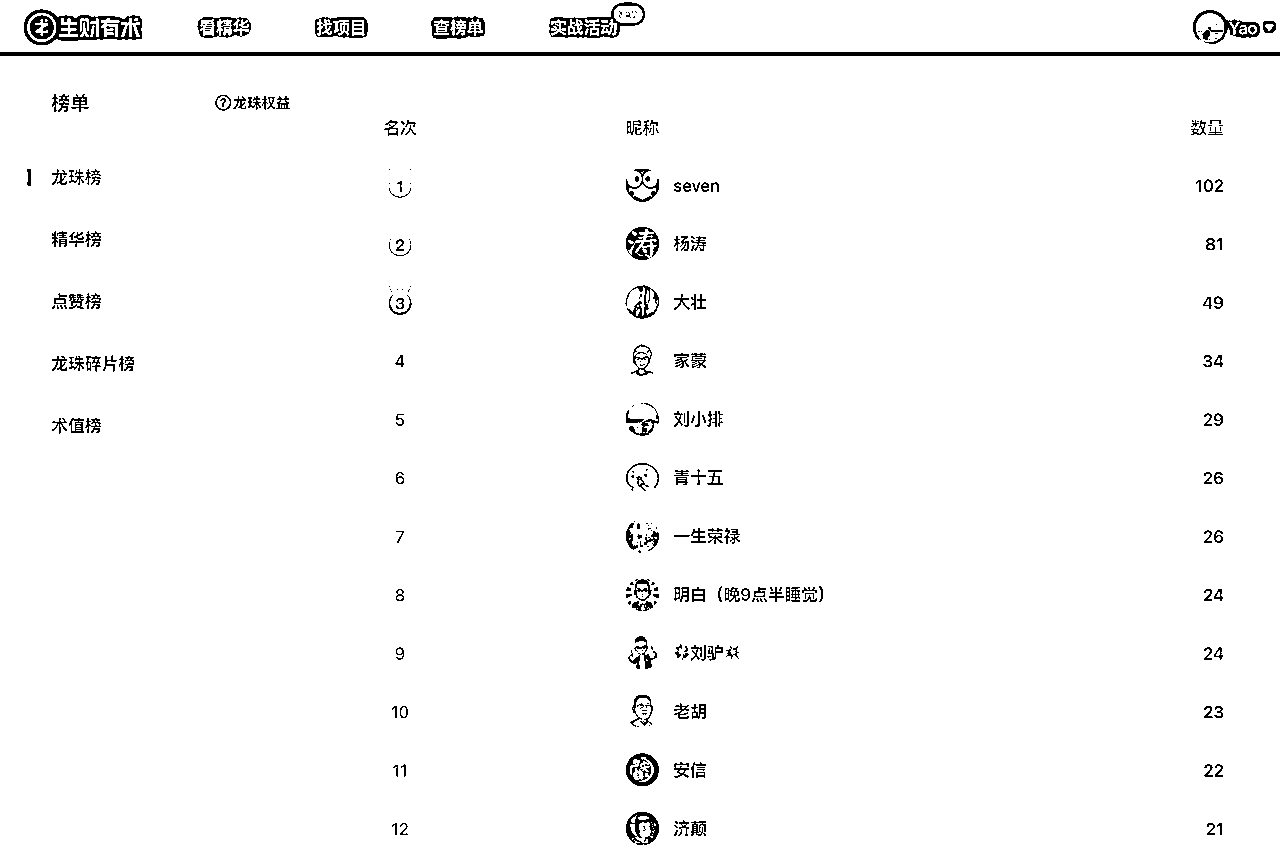 生财有术 看精华 找项目 查榜单 实战活动 Yao
榜单 ?龙珠权益
名次 昵称 数量
龙珠榜
精华榜
点赞榜
龙珠碎片榜
术值榜
1 seven 102
2 杨涛 81
3 大壮 49
4 家蒙 34
5 刘小排 29
6 青十五 26
7 一生荣禄 26
8 明白（晚9点半睡觉） 24
9 刘驴 24
10 老胡 23
11 安信 22
12 济颠 21